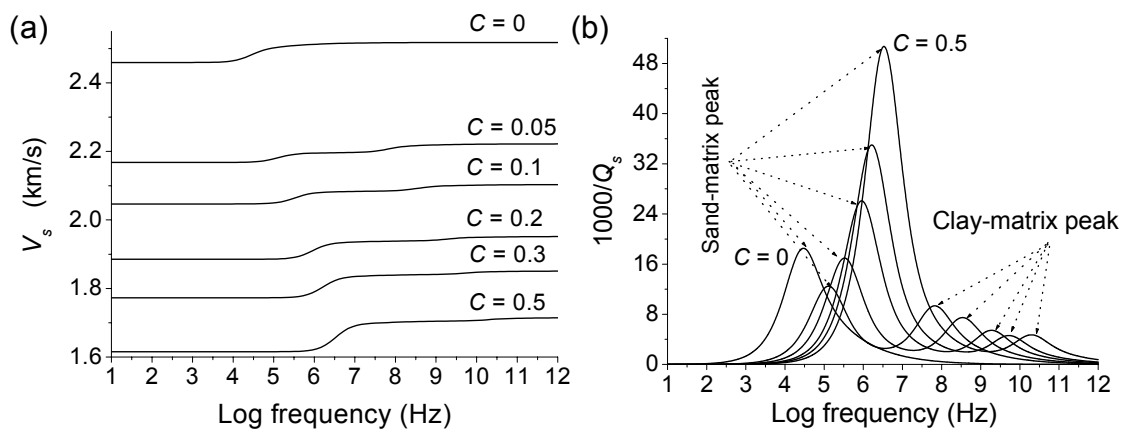 (a)
C = 0
C = 0.05
C = 0.1
C = 0.2
C = 0.3
C = 0.5
2.4
2.2
2.0
1.8
1.6
V_s (km/s)
1 2 3 4 5 6 7 8 9 10 11 12
Log frequency (Hz)
(b)
C = 0.5
Sand-matrix peak
Clay-matrix peak
C = 0
48
40
32
24
16
8
0
1000/Q_s
1 2 3 4 5 6 7 8 9 10 11 12
Log frequency (Hz)